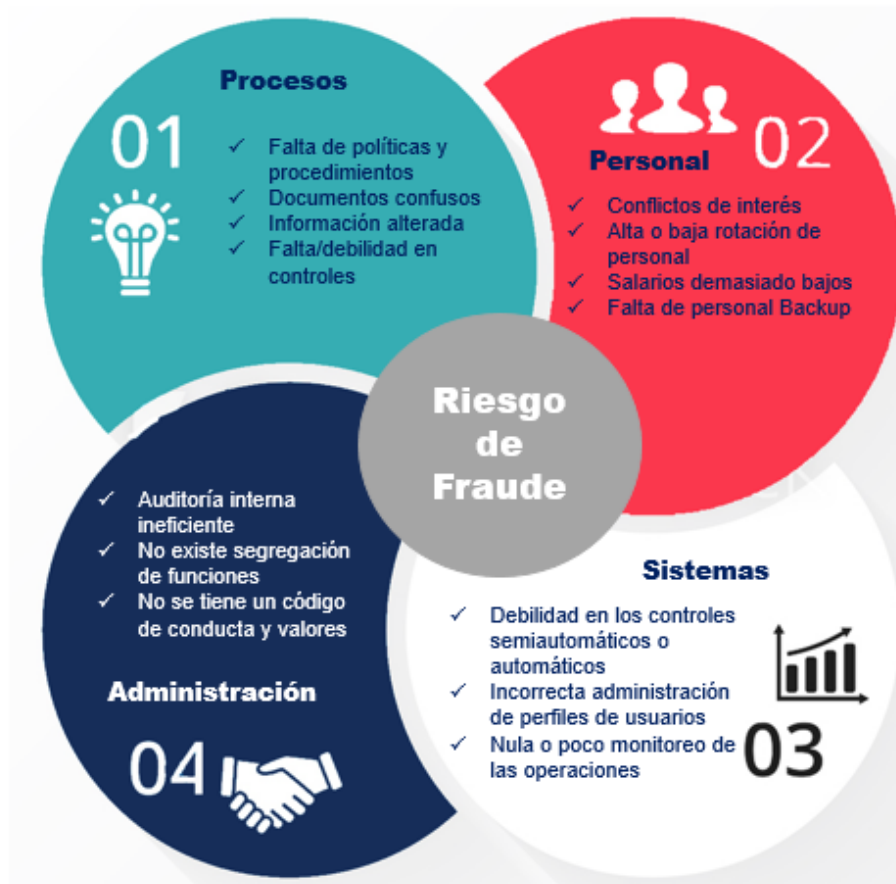 Procesos
01
✓ Falta de políticas y
procedimientos
✓ Documentos confusos
✓ Información alterada
✓ Falta/debilidad en
controles
02
Personal
✓ Conflictos de interés
✓ Alta o baja rotación de
personal
✓ Salarios demasiado bajos
✓ Falta de personal Backup
Riesgo
de
Fraude
Sistemas
✓ Debilidad en los controles
semiautomáticos o
automáticos
✓ Incorrecta administración
de perfiles de usuarios
✓ Nula o poco monitoreo de
las operaciones
03
✓ Auditoría interna
ineficiente
✓ No existe segregación
de funciones
✓ No se tiene un código
de conducta y valores
Administración
04